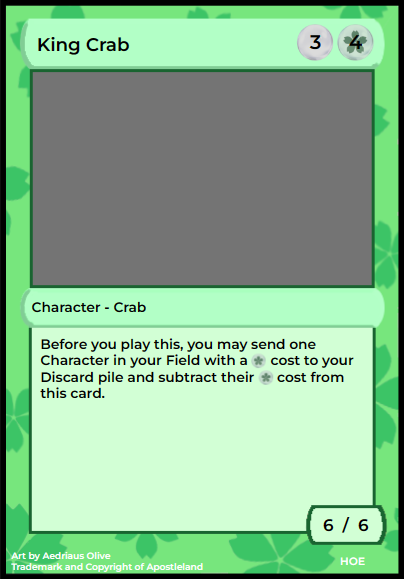 King Crab 3 4
Character - Crab
Before you play this, you may send one
Character in your Field with a cost to your
Discard pile and subtract their cost from
this card.
6 / 6
Art by Aedriaus Olive
Trademark and Copyright of Apostleland
HOE